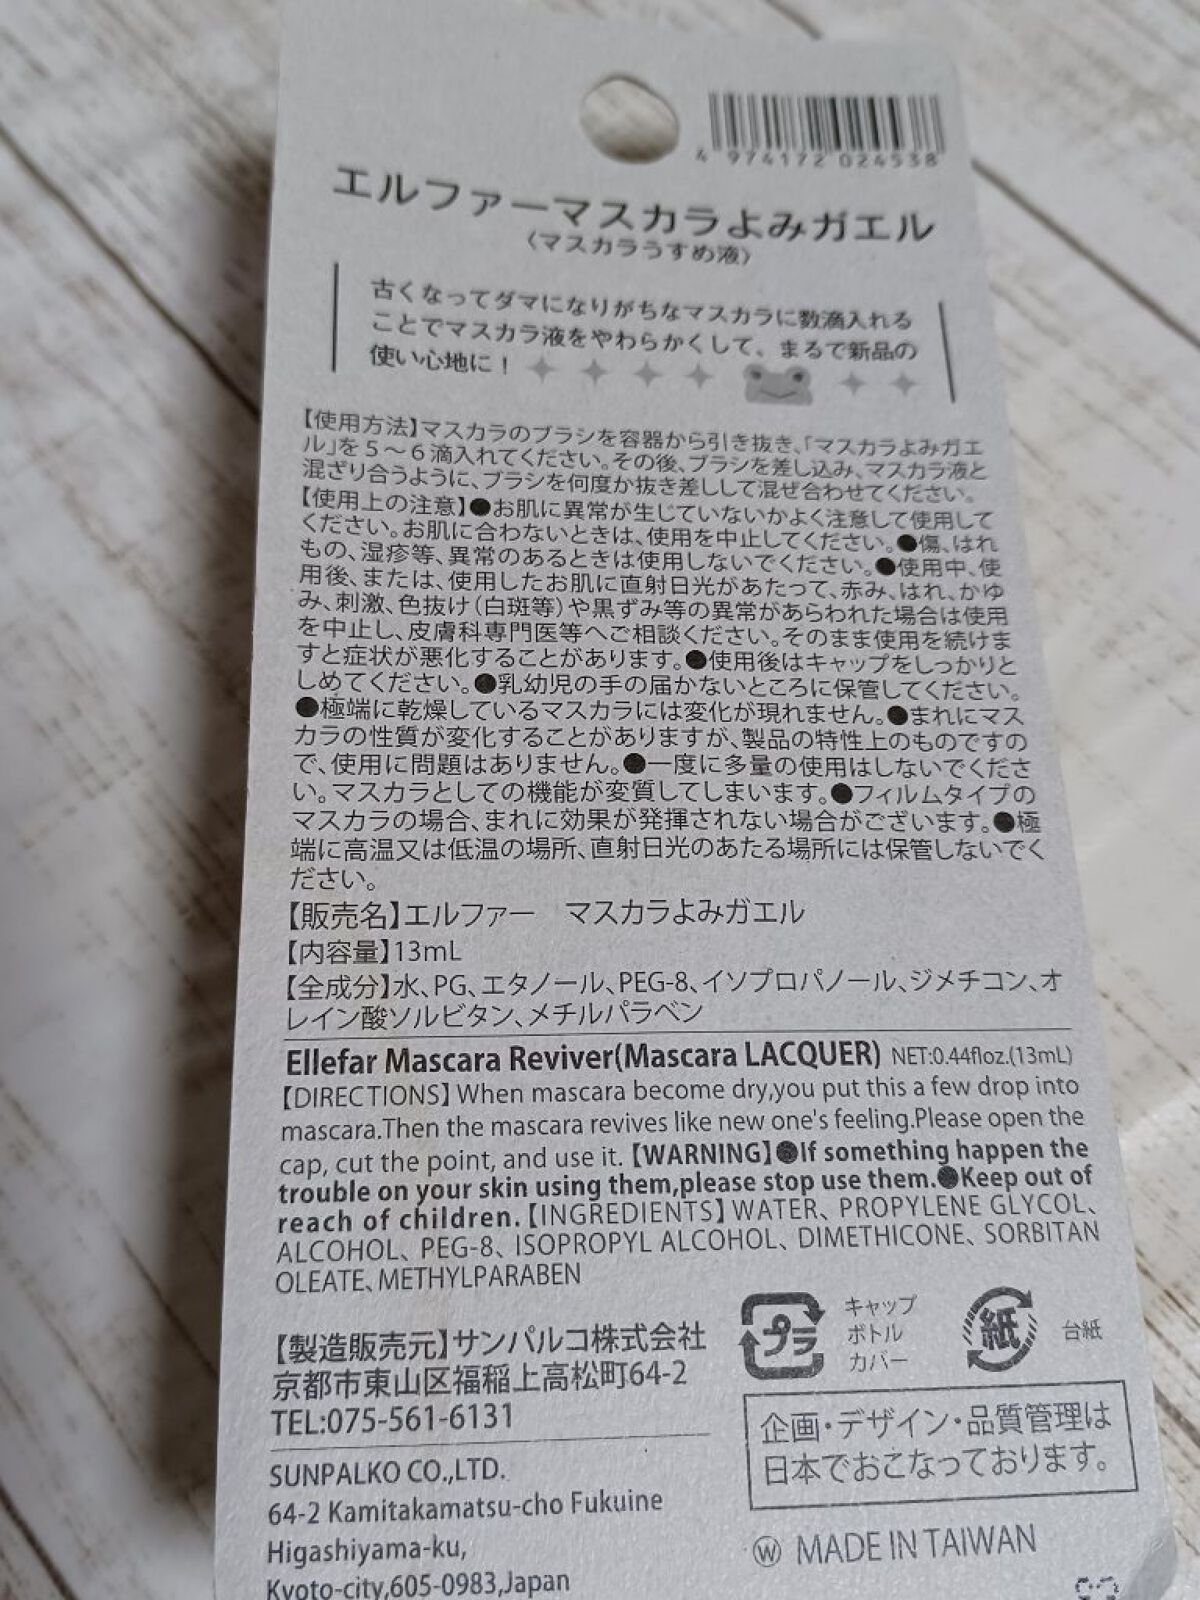 4 974172 024538
エルファーマスカラよみガエル
〈マスカラうすめ液〉
古くなってダマになりがちなマスカラに数滴入れる
ことでマスカラ液をやわらかくして、まるで新品の
使い心地に！
【使用方法】マスカラのブラシを容器から引き抜き、「マスカラよみガエ
ル」を5～6滴入れてください。その後、ブラシを差し込み、マスカラ液と
混ざり合うように、ブラシを何度か抜き差しして混ぜ合わせてください。
【使用上の注意】●お肌に異常が生じていないかよく注意して使用して
ください。お肌に合わないときは、使用を中止してください。●傷、はれ
もの、湿疹等、異常のあるときは使用しないでください。●使用中、使
用後、または、使用したお肌に直射日光があたって、赤み、はれ、かゆ
み、刺激、色抜け(白斑等)や黒ずみ等の異常があらわれた場合は使用
を中止し、皮膚科専門医等へご相談ください。そのまま使用を続けま
すと症状が悪化することがあります。●使用後はキャップをしっかりと
しめてください。●乳幼児の手の届かないところに保管してください。
●極端に乾燥しているマスカラには変化が現れません。●まれにマス
カラの性質が変化することがありますが、製品の特性上のものですの
で、使用に問題はありません。●一度に多量の使用はしないでくださ
い。マスカラとしての機能が変質してしまいます。●フィルムタイプの
マスカラの場合、まれに効果が発揮されない場合がございます。●極
端に高温又は低温の場所、直射日光のあたる場所には保管しないでく
ださい。
【販売名】エルファー　マスカラよみガエル
【内容量】13mL
【全成分】水、PG、エタノール、PEG-8、イソプロパノール、ジメチコン、オ
レイン酸ソルビタン、メチルパラベン
Ellefar Mascara Reviver(Mascara LACQUER) NET:0.44floz.(13mL)
【DIRECTIONS】When mascara become dry,you put this a few drop into
mascara.Then the mascara revives like new one's feeling.Please open the
cap, cut the point, and use it.【WARNING】●If something happen the
trouble on your skin using them,please stop use them.●Keep out of
reach of children.【INGREDIENTS】WATER、PROPYLENE GLYCOL、
ALCOHOL、PEG-8、ISOPROPYL ALCOHOL、DIMETHICONE、SORBITAN
OLEATE、METHYLPARABEN
【製造販売元】サンパルコ株式会社
京都市東山区福稲上高松町64-2
TEL:075-561-6131
SUNPALKO CO.,LTD.
64-2 Kamitakamatsu-cho Fukuine
Higashiyama-ku,
Kyoto-city,605-0983,Japan
プラ
キャップ
ボトル
カバー
紙
台紙
企画・デザイン・品質管理は
日本でおこなっております。
Ⓦ MADE IN TAIWAN